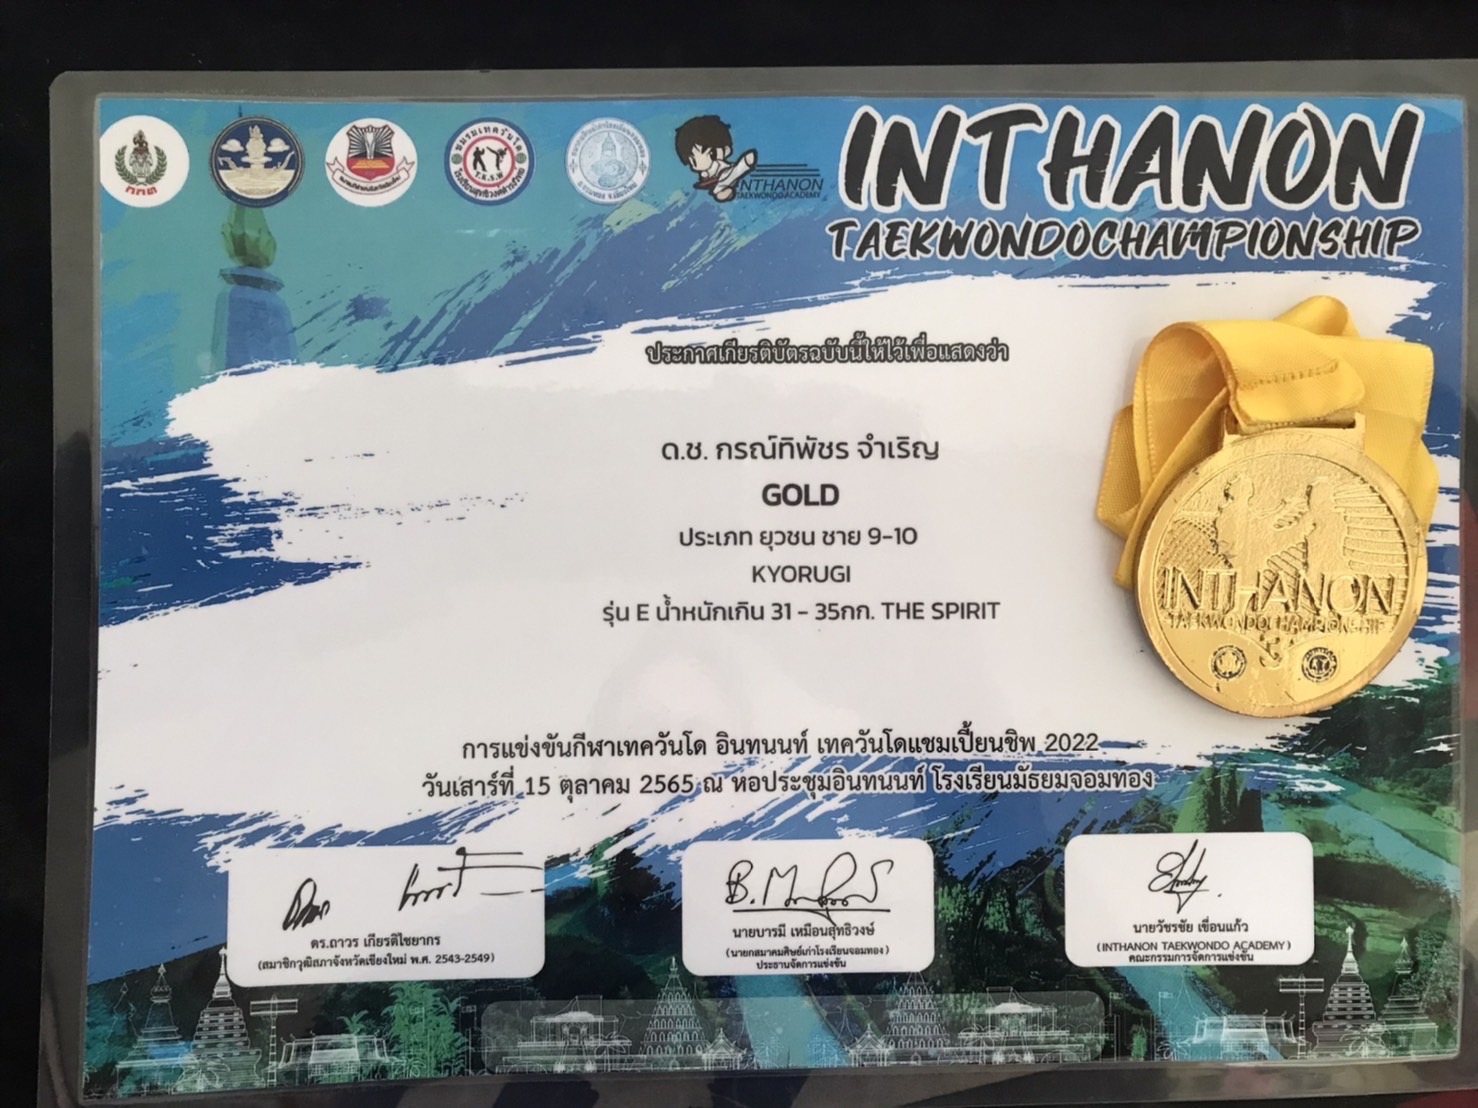 กกท
ชมรมเทควันโด
T.K.S.W
INTHANON
TAEKWONDO ACADEMY
INTHANON
TAEKWONDOCHAMPIONSHIP
ประกาศเกียรติบัตรฉบับนี้ให้ไว้เพื่อแสดงว่า
ด.ช. กรณ์ทิพัชร จำเริญ
GOLD
ประเภท ยุวชน ชาย 9-10
KYORUGI
รุ่น E น้ำหนักเกิน 31 - 35กก. THE SPIRIT
INTHANON
TAEKWONDOCHAMPIONSHIP
การแข่งขันกีฬาเทควันโด อินทนนท์ เทควันโดแชมเปี้ยนชิพ 2022
วันเสาร์ที่ 15 ตุลาคม 2565 ณ หอประชุมอินทนนท์ โรงเรียนมัธยมจอมทอง
ดร.ถาวร เกียรติไชยากร
(สมาชิกวุฒิสภาจังหวัดเชียงใหม่ พ.ศ. 2543-2549)
นายบารมี เหมือนสุทธิวงษ์
(นายกสมาคมศิษย์เก่าโรงเรียนจอมทอง)
ประธานจัดการแข่งขัน
นายวัชรชัย เขื่อนแก้ว
(INTHANON TAEKWONDO ACADEMY)
คณะกรรมการจัดการแข่งขัน